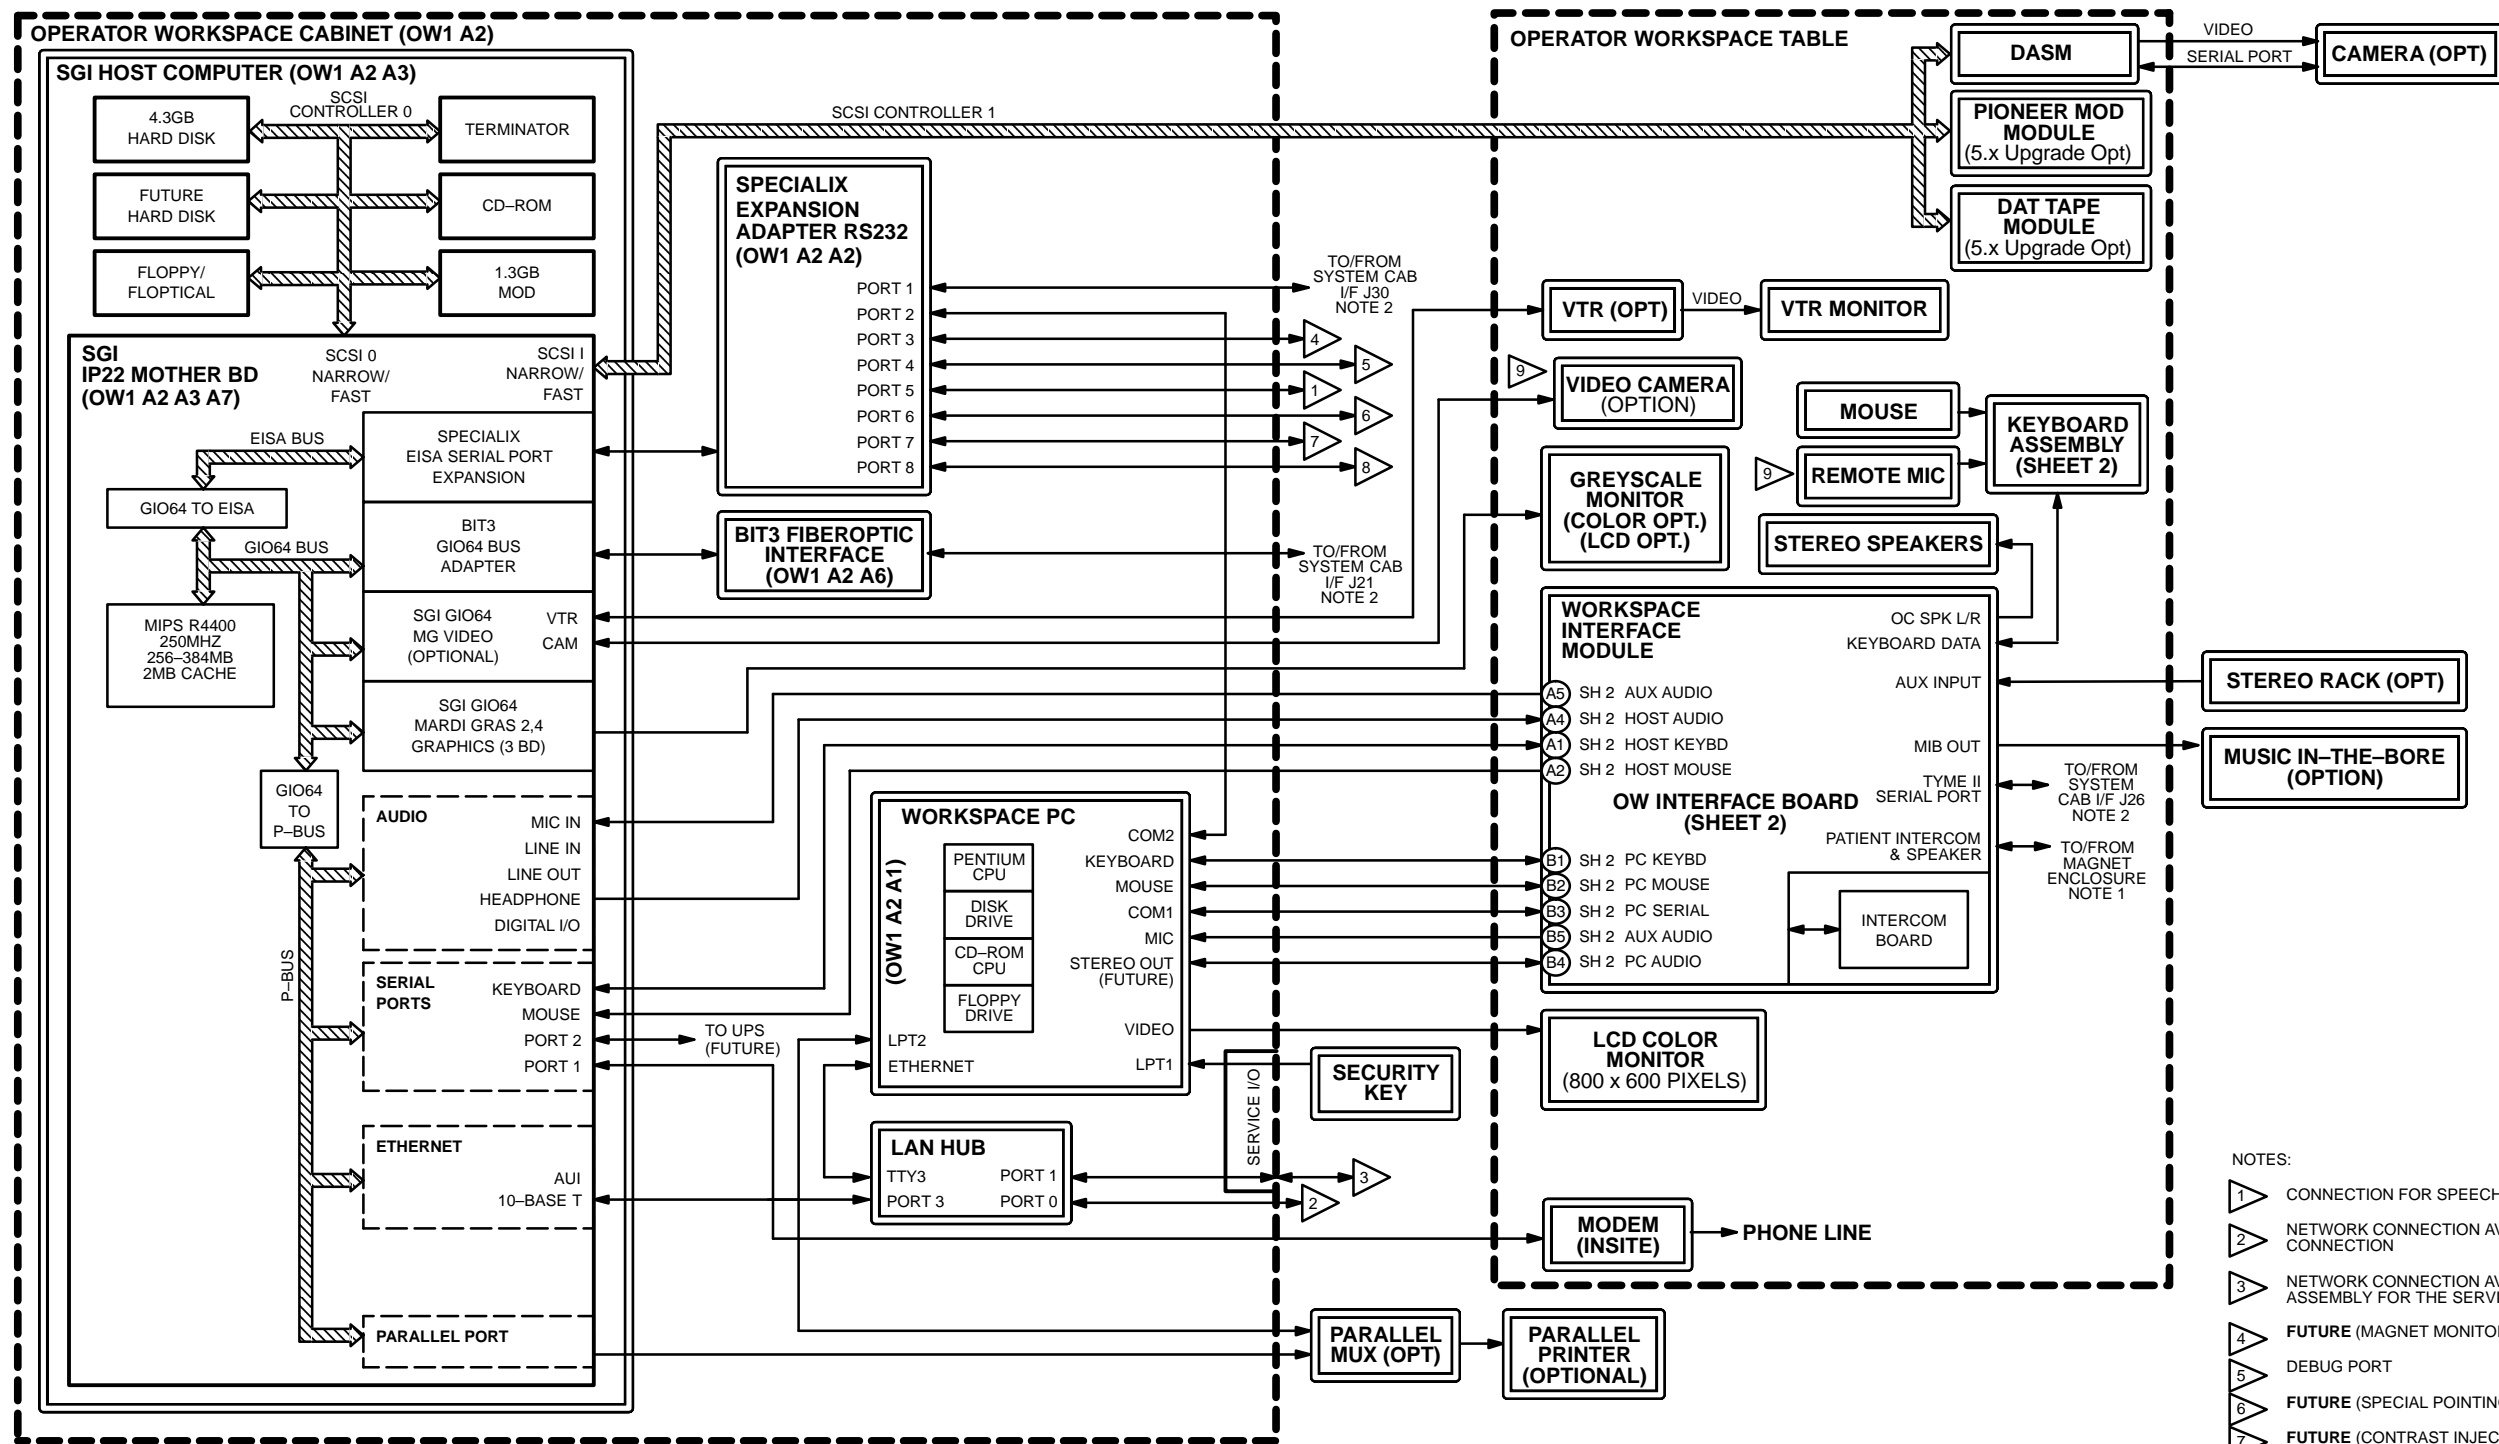 OPERATOR WORKSPACE CABINET (OW1 A2)
SGI HOST COMPUTER (OW1 A2 A3)
SCSI
CONTROLLER 0
4.3GB
HARD DISK
TERMINATOR
FUTURE
HARD DISK
CD–ROM
FLOPPY/
FLOPTICAL
1.3GB
MOD
SGI
IP22 MOTHER BD
(OW1 A2 A3 A7)
SCSI 0
NARROW/
FAST
SCSI I
NARROW/
FAST
EISA BUS
SPECIALIX
EISA SERIAL PORT
EXPANSION
GIO64 TO EISA
GIO64 BUS
BIT3
GIO64 BUS
ADAPTER
MIPS R4400
250MHZ
256–384MB
2MB CACHE
SGI GIO64
MG VIDEO
(OPTIONAL)
VTR
CAM
SGI GIO64
MARDI GRAS 2,4
GRAPHICS (3 BD)
GIO64
TO
P–BUS
P–BUS
AUDIO
MIC IN
LINE IN
LINE OUT
HEADPHONE
DIGITAL I/O
SERIAL
PORTS
KEYBOARD
MOUSE
PORT 2
PORT 1
TO UPS
(FUTURE)
ETHERNET
AUI
10–BASE T
PARALLEL PORT
SCSI CONTROLLER 1
SPECIALIX
EXPANSION
ADAPTER RS232
(OW1 A2 A2)
PORT 1
PORT 2
PORT 3
PORT 4
PORT 5
PORT 6
PORT 7
PORT 8
TO/FROM
SYSTEM CAB
I/F J30
NOTE 2
4
5
1
6
7
8
BIT3 FIBEROPTIC
INTERFACE
(OW1 A2 A6)
TO/FROM
SYSTEM CAB
I/F J21
NOTE 2
WORKSPACE PC
(OW1 A2 A1)
PENTIUM
CPU
DISK
DRIVE
CD–ROM
CPU
FLOPPY
DRIVE
COM2
KEYBOARD
MOUSE
COM1
MIC
STEREO OUT
(FUTURE)
VIDEO
LPT1
LPT2
ETHERNET
SERVICE I/O
SECURITY
KEY
LAN HUB
TTY3
PORT 3
PORT 1
PORT 0
3
2
PARALLEL
MUX (OPT)
PARALLEL
PRINTER
(OPTIONAL)
OPERATOR WORKSPACE TABLE
DASM
VIDEO
SERIAL PORT
CAMERA (OPT)
PIONEER MOD
MODULE
(5.x Upgrade Opt)
DAT TAPE
MODULE
(5.x Upgrade Opt)
VTR (OPT)
VIDEO
VTR MONITOR
9
VIDEO CAMERA
(OPTION)
MOUSE
9
REMOTE MIC
KEYBOARD
ASSEMBLY
(SHEET 2)
GREYSCALE
MONITOR
(COLOR OPT.)
(LCD OPT.)
STEREO SPEAKERS
WORKSPACE
INTERFACE
MODULE
OC SPK L/R
KEYBOARD DATA
AUX INPUT
MIB OUT
TYME II
SERIAL PORT
PATIENT INTERCOM
& SPEAKER
A5 SH 2 AUX AUDIO
A4 SH 2 HOST AUDIO
A1 SH 2 HOST KEYBD
A2 SH 2 HOST MOUSE
OW INTERFACE BOARD
(SHEET 2)
B1 SH 2 PC KEYBD
B2 SH 2 PC MOUSE
B3 SH 2 PC SERIAL
B5 SH 2 AUX AUDIO
B4 SH 2 PC AUDIO
INTERCOM
BOARD
STEREO RACK (OPT)
MUSIC IN–THE–BORE
(OPTION)
TO/FROM
SYSTEM
CAB I/F J26
NOTE 2
TO/FROM
MAGNET
ENCLOSURE
NOTE 1
LCD COLOR
MONITOR
(800 x 600 PIXELS)
MODEM
(INSITE)
PHONE LINE
NOTES:
1 CONNECTION FOR SPEECH
2 NETWORK CONNECTION
CONNECTION
3 NETWORK CONNECTION
ASSEMBLY FOR THE
4 FUTURE (MAGNET
5 DEBUG PORT
6 FUTURE (SPECIAL
7 FUTURE (CONTRAST